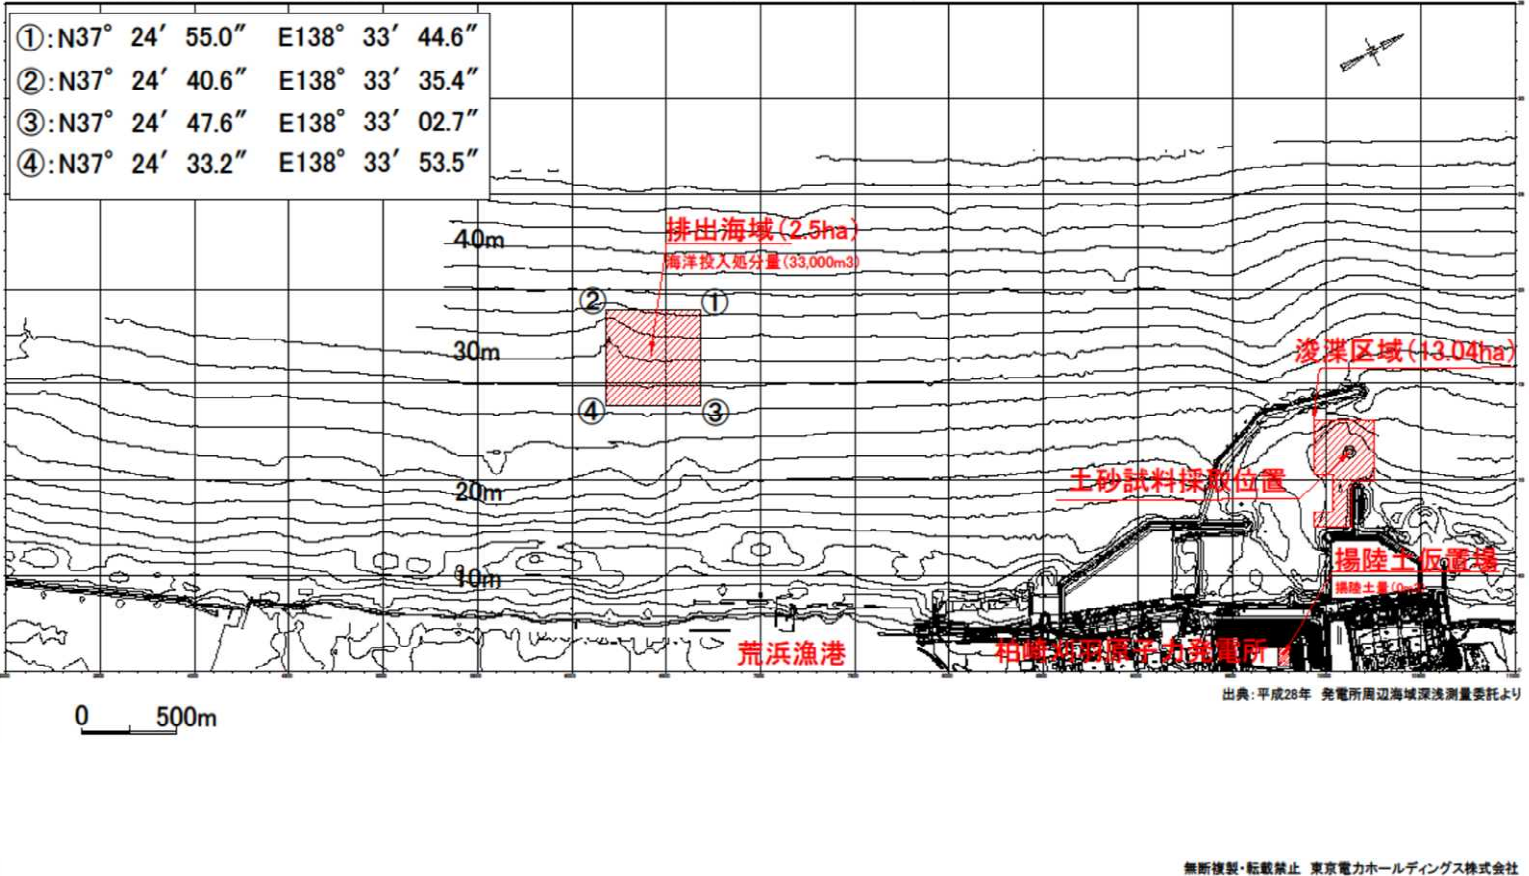 ①:N37° 24′ 55.0″ E138° 33′ 44.6″
②:N37° 24′ 40.6″ E138° 33′ 35.4″
③:N37° 24′ 47.6″ E138° 33′ 02.7″
④:N37° 24′ 33.2″ E138° 33′ 53.5″
40m
排出海域(2.5ha)
海洋投入処分量(33,000m3)
② ①
30m
浚渫区域(13.04ha)
④ ③
20m
土砂試料採取位置
10m
揚陸土仮置場
揚陸土量(0m3
荒浜漁港
柏崎刈羽原子力発電所
出典:平成28年 発電所周辺海域深浅測量委託より
0 500m
無断複製・転載禁止 東京電力ホールディングス株式会社